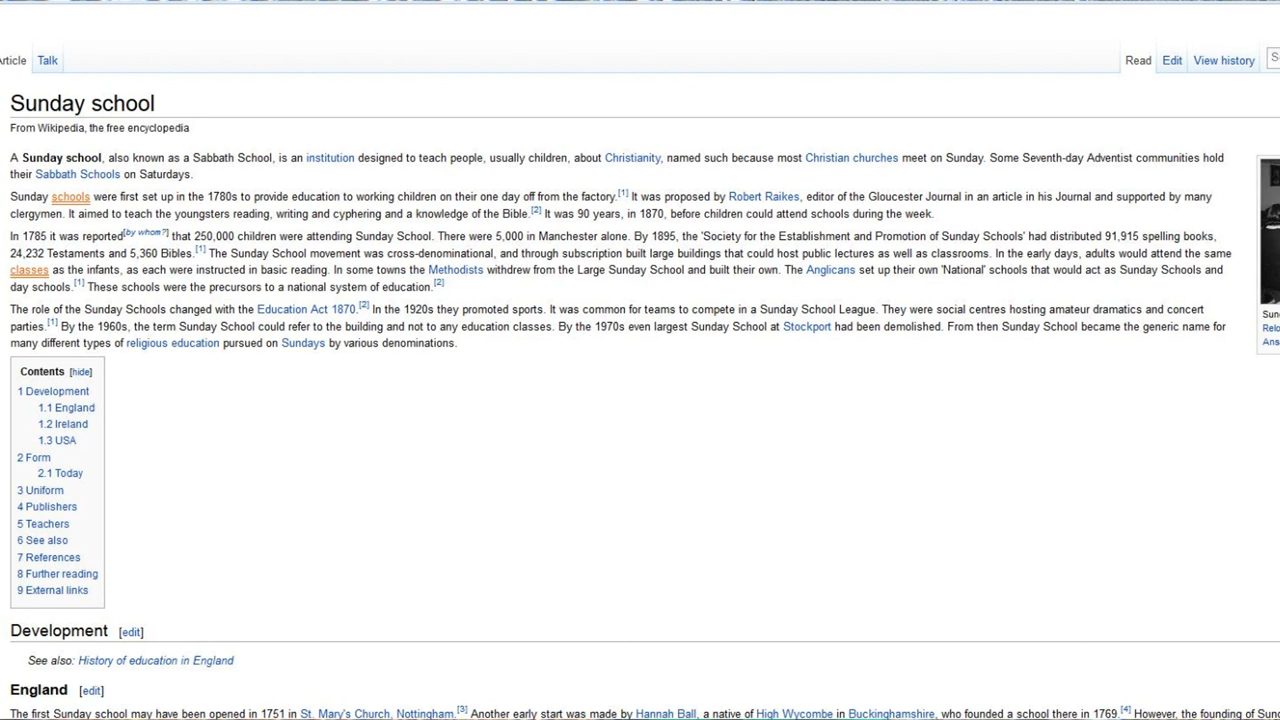 Article Talk Read Edit View history
Sunday school
From Wikipedia, the free encyclopedia
A Sunday school, also known as a Sabbath School, is an institution designed to teach people, usually children, about Christianity, named such because most Christian churches meet on Sunday. Some Seventh-day Adventist communities hold
their Sabbath Schools on Saturdays.
Sunday schools were first set up in the 1780s to provide education to working children on their one day off from the factory.[1] It was proposed by Robert Raikes, editor of the Gloucester Journal in an article in his Journal and supported by many
clergymen. It aimed to teach the youngsters reading, writing and cyphering and a knowledge of the Bible.[2] It was 90 years, in 1870, before children could attend schools during the week.
In 1785 it was reported[by whom?] that 250,000 children were attending Sunday School. There were 5,000 in Manchester alone. By 1895, the 'Society for the Establishment and Promotion of Sunday Schools' had distributed 91,915 spelling books,
24,232 Testaments and 5,360 Bibles.[1] The Sunday School movement was cross-denominational, and through subscription built large buildings that could host public lectures as well as classrooms. In the early days, adults would attend the same
classes as the infants, as each were instructed in basic reading. In some towns the Methodists withdrew from the Large Sunday School and built their own. The Anglicans set up their own 'National' schools that would act as Sunday Schools and
day schools.[1] These schools were the precursors to a national system of education.[2]
The role of the Sunday Schools changed with the Education Act 1870.[2] In the 1920s they promoted sports. It was common for teams to compete in a Sunday School League. They were social centres hosting amateur dramatics and concert
parties.[1] By the 1960s, the term Sunday School could refer to the building and not to any education classes. By the 1970s even largest Sunday School at Stockport had been demolished. From then Sunday School became the generic name for
many different types of religious education pursued on Sundays by various denominations.
Contents [hide]
1 Development
1.1 England
1.2 Ireland
1.3 USA
2 Form
2.1 Today
3 Uniform
4 Publishers
5 Teachers
6 See also
7 References
8 Further reading
9 External links
Development [edit]
See also: History of education in England
England [edit]
The first Sunday school may have been opened in 1751 in St. Mary's Church, Nottingham.[3] Another early start was made by Hannah Ball, a native of High Wycombe in Buckinghamshire, who founded a school there in 1769.[4] However, the founding of